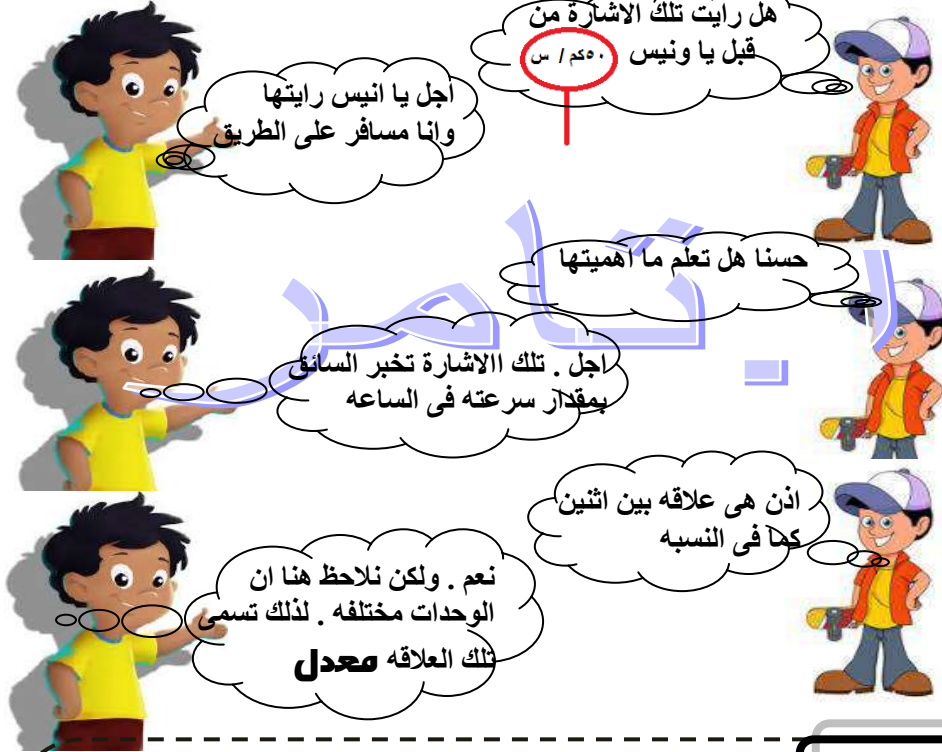 هل رايت تلك الاشارة من
قبل يا ونيس
٥٠كم / س
أجل يا انيس رايتها
وانا مسافر على الطريق
حسنا هل تعلم ما اهميتها
اجل . تلك االاشارة تخبر السائق
بمقدار سرعته فى الساعه
اذن هى علاقه بين اثنين
كما فى النسبه
نعم . ولكن نلاحظ هنا ان
الوحدات مختلفه . لذلك تسمى
تلك العلاقه معدل
ا.تامر